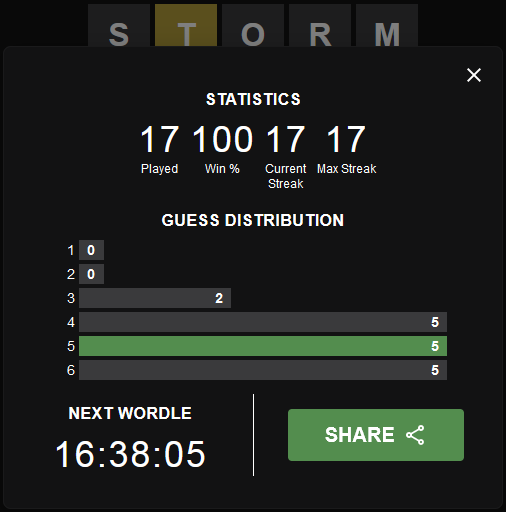 S T O R M
STATISTICS
17 100 17 17
Played Win % Current Streak Max Streak
GUESS DISTRIBUTION
1 0
2 0
3 2
4 5
5 5
6 5
NEXT WORDLE
16:38:05
SHARE